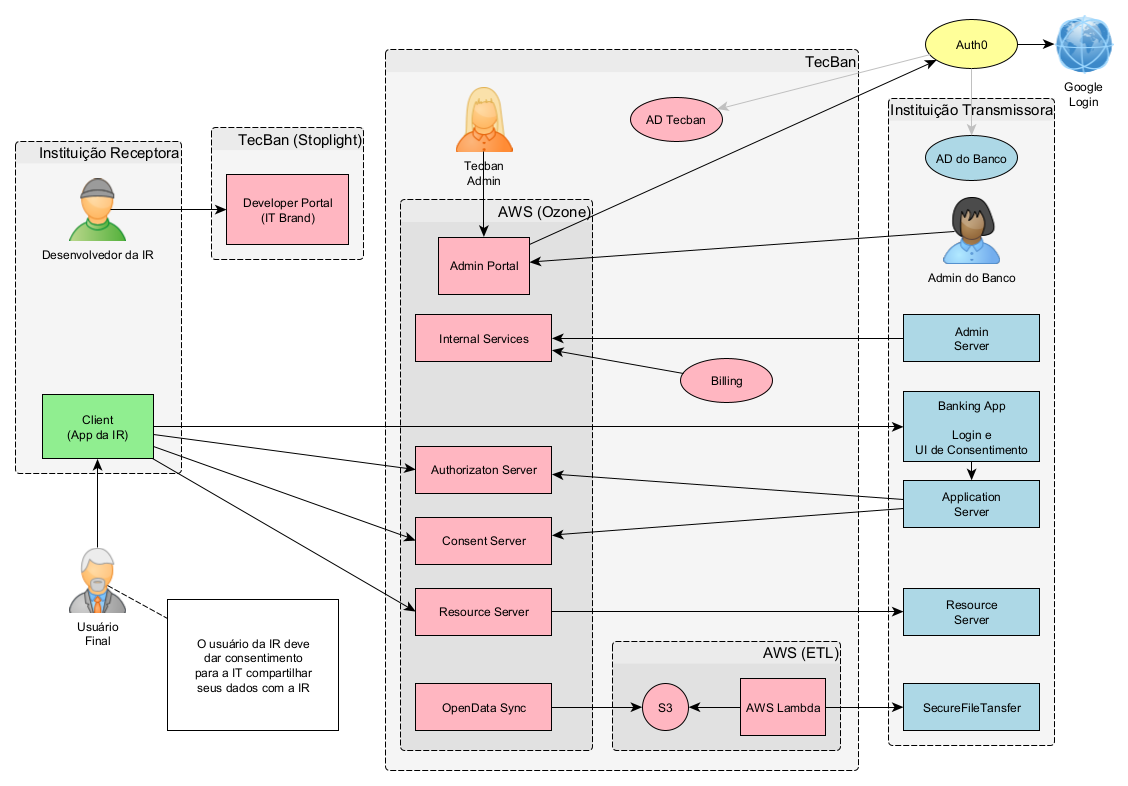 Auth0
Google
Login
TecBan
AD Tecban
Instituição Transmissora
AD do Banco
Instituição Receptora
TecBan (Stoplight)
Tecban
Admin
Developer Portal
(IT Brand)
Desenvolvedor da IR
AWS (Ozone)
Admin Portal
Admin do Banco
Internal Services
Admin
Server
Billing
Client
(App da IR)
Banking App
Login e
UI de Consentimento
Authorizaton Server
Application
Server
Consent Server
Resource Server
Resource
Server
Usuário
Final
O usuário da IR deve
dar consentimento
para a IT compartilhar
seus dados com a IR
AWS (ETL)
OpenData Sync
S3
AWS Lambda
SecureFileTansfer